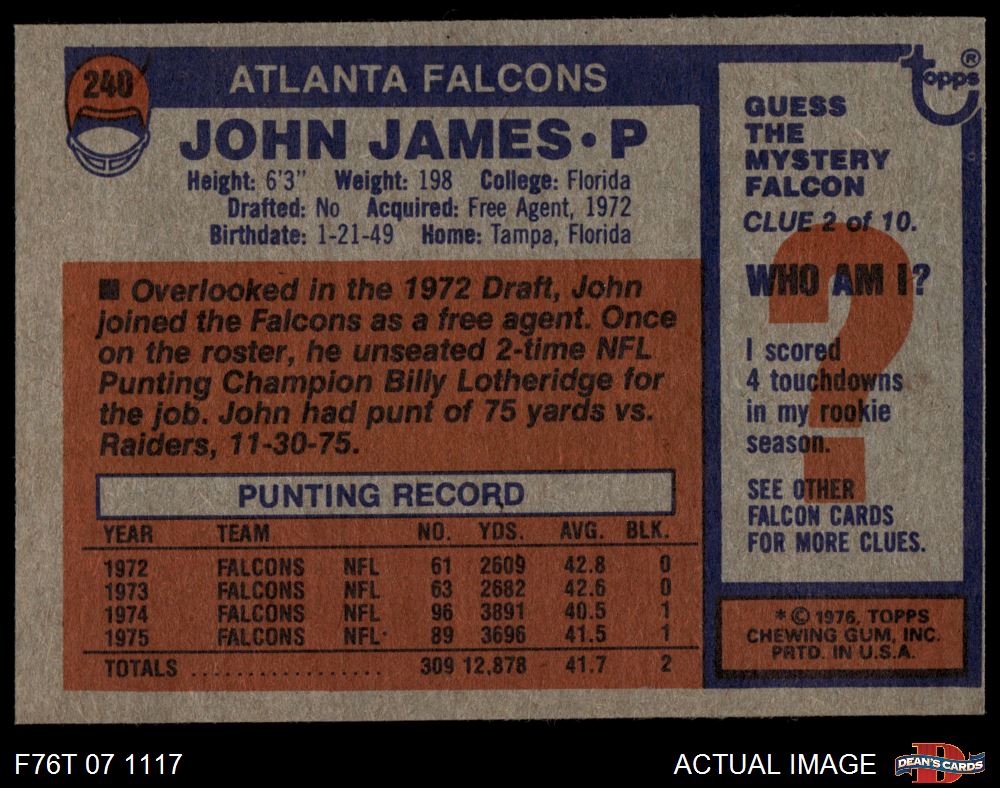 240
ATLANTA FALCONS
JOHN JAMES • P
Height: 6'3" Weight: 198 College: Florida
Drafted: No Acquired: Free Agent, 1972
Birthdate: 1-21-49 Home: Tampa, Florida
■ Overlooked in the 1972 Draft, John
joined the Falcons as a free agent. Once
on the roster, he unseated 2-time NFL
Punting Champion Billy Lotheridge for
the job. John had punt of 75 yards vs.
Raiders, 11-30-75.
PUNTING RECORD
YEAR TEAM NO. YDS. AVG. BLK.
1972 FALCONS NFL 61 2609 42.8 0
1973 FALCONS NFL 63 2682 42.6 0
1974 FALCONS NFL 96 3891 40.5 1
1975 FALCONS NFL 89 3696 41.5 1
TOTALS .................. 309 12,878 41.7 2
topps®
GUESS
THE
MYSTERY
FALCON
CLUE 2 of 10.
?
WHO AM I?
I scored
4 touchdowns
in my rookie
season.
SEE OTHER
FALCON CARDS
FOR MORE CLUES.
* © 1976, TOPPS
CHEWING GUM, INC.
PRTD. IN U.S.A.
F76T 07 1117
ACTUAL IMAGE
D
DEAN'S CARDS